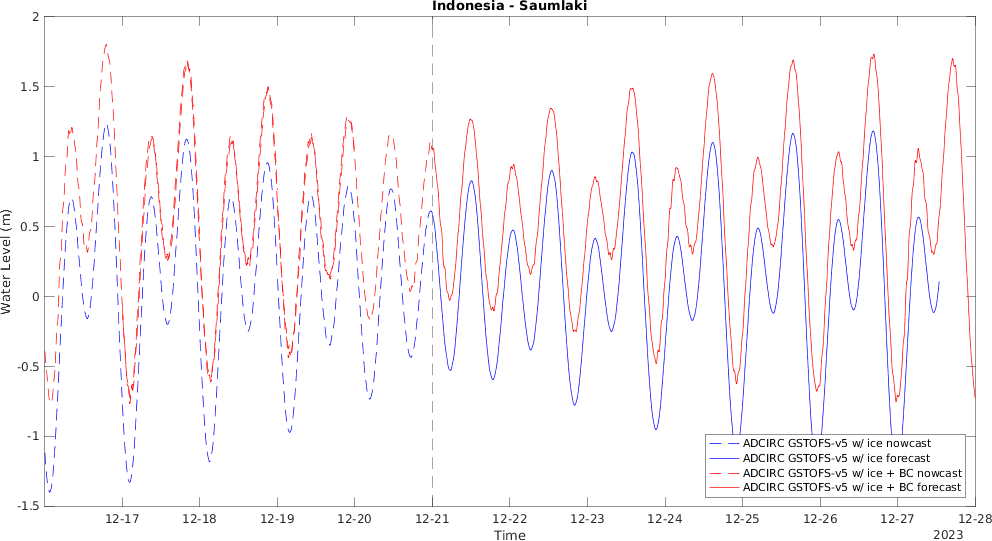 Indonesia - Saumlaki
2
1.5
1
0.5
0
-0.5
-1
-1.5
Water Level (m)
12-17 12-18 12-19 12-20 12-21 12-22 12-23 12-24 12-25 12-26 12-27 12-28
Time
2023
ADCIRC GSTOFS-v5 w/ ice nowcast
ADCIRC GSTOFS-v5 w/ ice forecast
ADCIRC GSTOFS-v5 w/ ice + BC nowcast
ADCIRC GSTOFS-v5 w/ ice + BC forecast